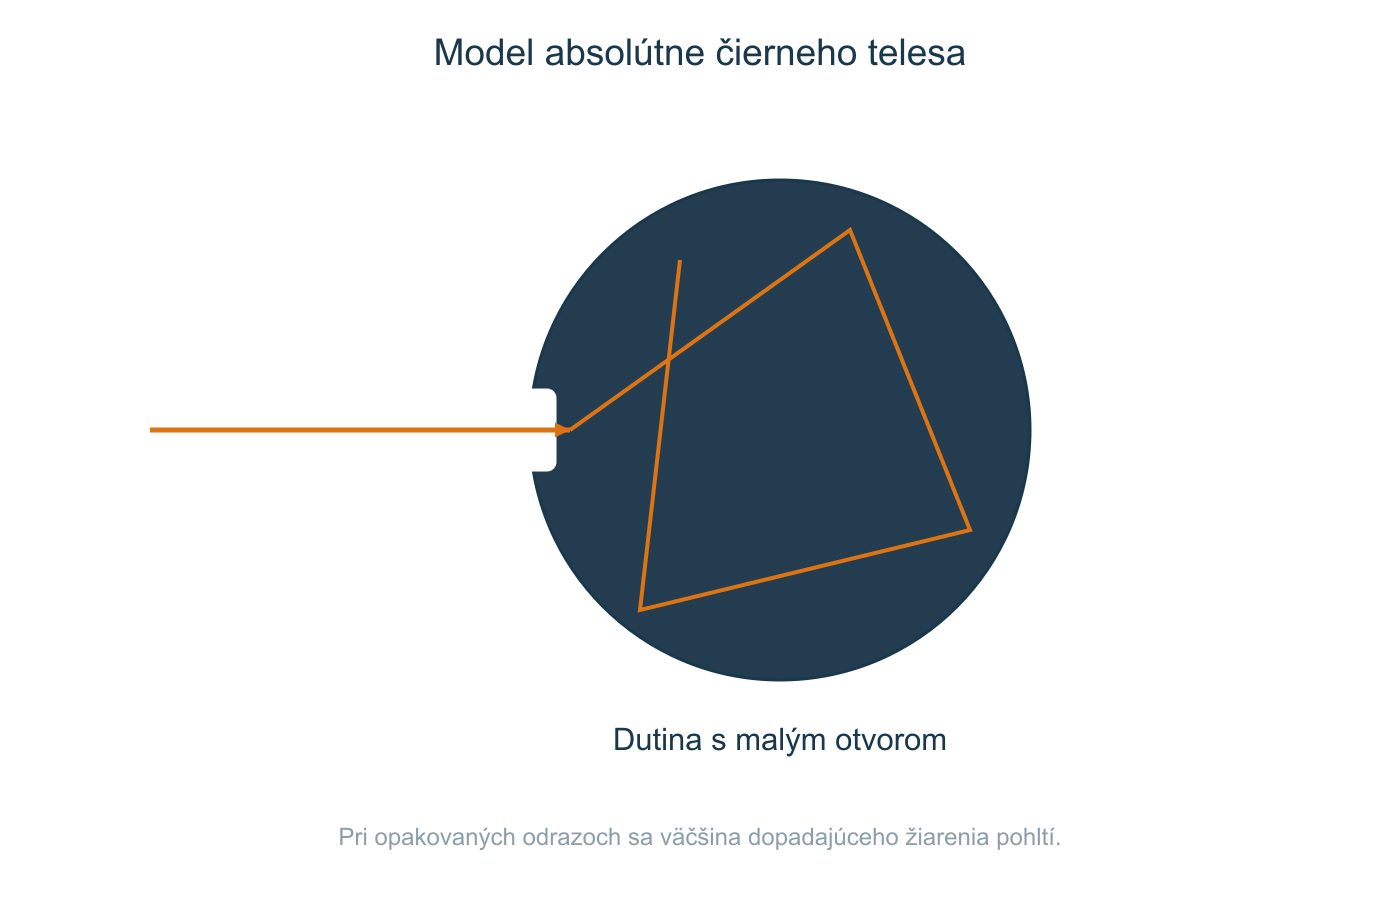 Model absolútne čierneho telesa
Dutina s malým otvorom
Pri opakovaných odrazoch sa väčšina dopadajúceho žiarenia pohltí.